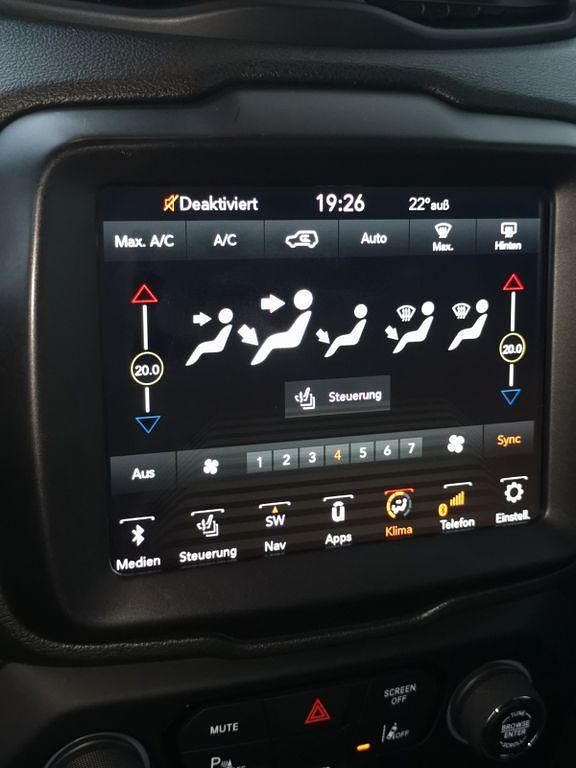 Deaktiviert 19:26 22°auß
Max. A/C A/C Auto Max. Hinten
20.0 20.0
Steuerung
Aus 1 2 3 4 5 6 7 Sync
Medien Steuerung SW Nav Apps Klima Telefon Einstell.
SCREEN OFF
MUTE
OFF
P
TUNE
BROWSE
ENTER
SCROLL